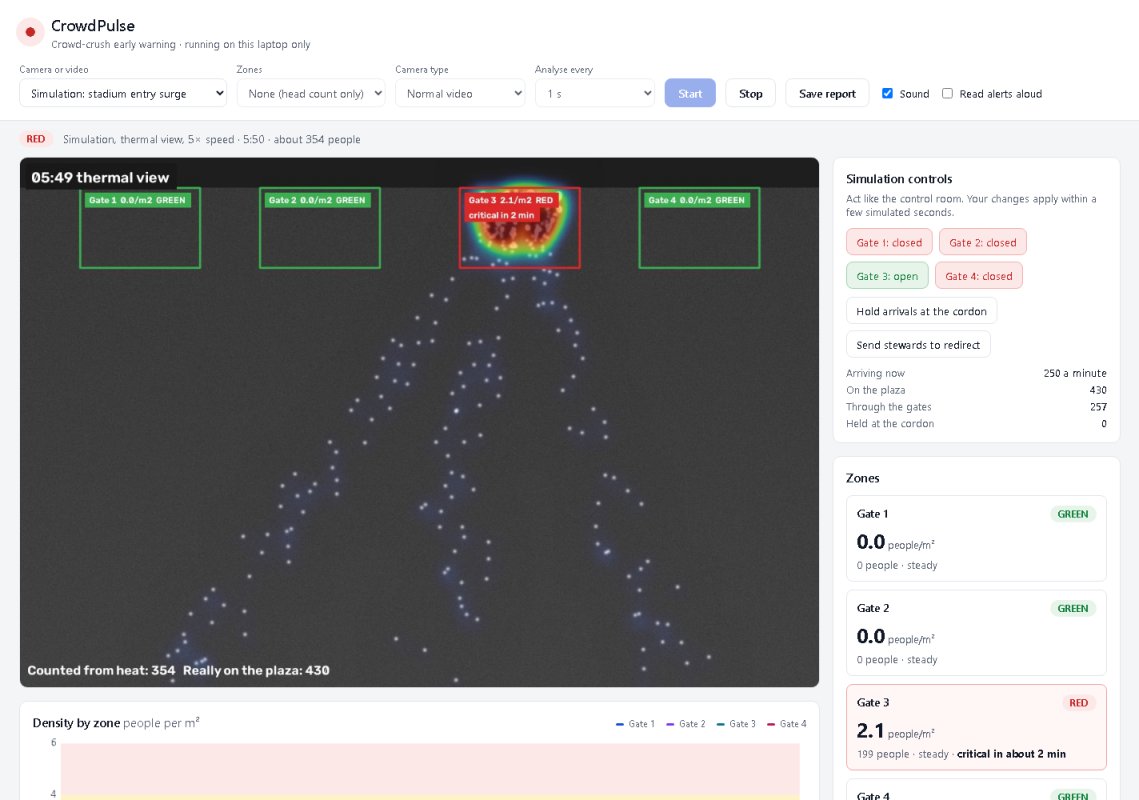 CrowdPulse
Crowd-crush early warning · running on this laptop only
Camera or video
Zones
Camera type
Analyse every
Simulation: stadium entry surge
None (head count only)
Normal video
1 s
Start
Stop
Save report
Sound
Read alerts aloud
RED
Simulation, thermal view, 5× speed · 5:50 · about 354 people
05:49 thermal view
Gate 1 0.0/m2 GREEN
Gate 2 0.0/m2 GREEN
Gate 3 2.1/m2 RED
critical in 2 min
Gate 4 0.0/m2 GREEN
Counted from heat: 354 Really on the plaza: 430
Density by zone people per m²
Gate 1
Gate 2
Gate 3
Gate 4
6
4
Simulation controls
Act like the control room. Your changes apply within a
few simulated seconds.
Gate 1: closed
Gate 2: closed
Gate 3: open
Gate 4: closed
Hold arrivals at the cordon
Send stewards to redirect
Arriving now 250 a minute
On the plaza 430
Through the gates 257
Held at the cordon 0
Zones
Gate 1 GREEN
0.0 people/m²
0 people · steady
Gate 2 GREEN
0.0 people/m²
0 people · steady
Gate 3 RED
2.1 people/m²
199 people · steady · critical in about 2 min
Gate 4 GREEN